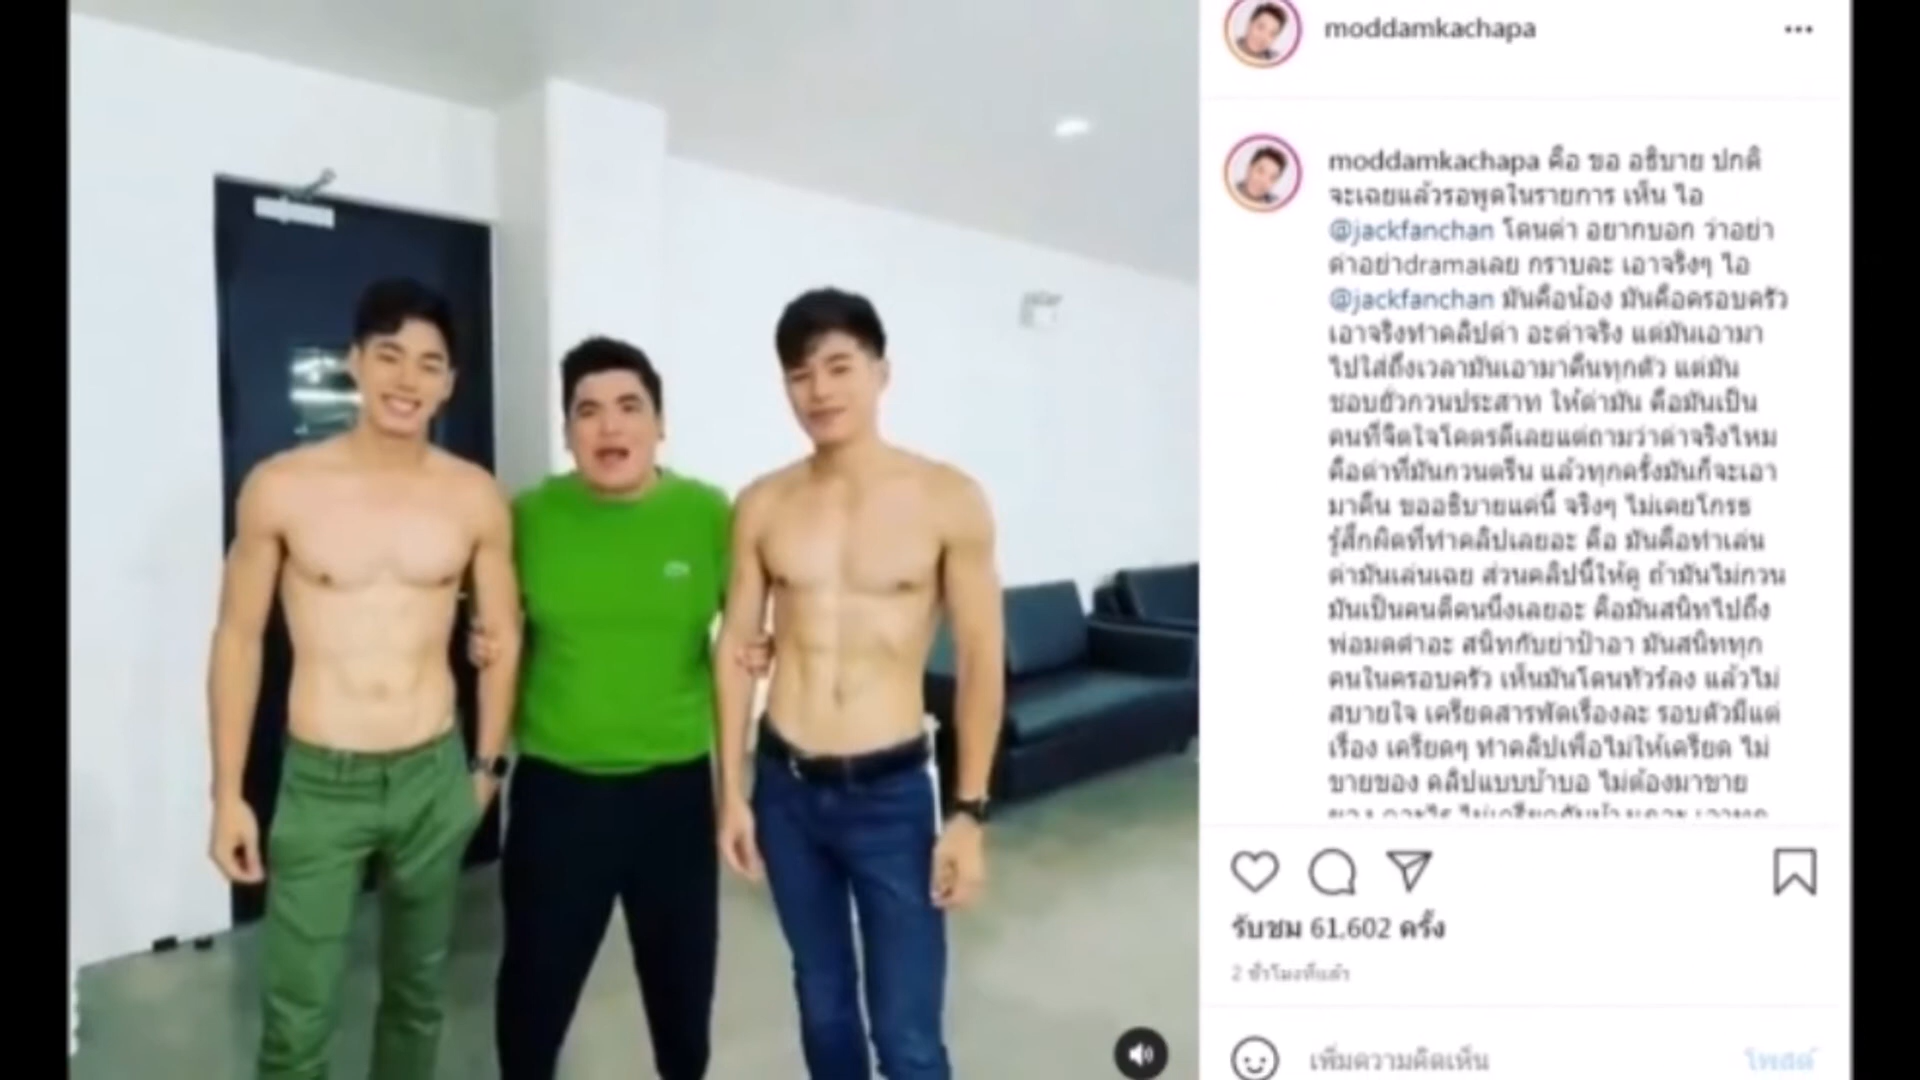 moddamkachapa
moddamkachapa คือ ขอ อธิบาย ปกติ
จะเฉยแล้วรอพูดในรายการ เห็น ไอ
@jackfanchan โดนด่า อยากบอก ว่าอย่า
ด่าอย่าdramaเลย กราบละ เอาจริงๆ ไอ
@jackfanchan มันคือน้อง มันคือครอบครัว
เอาจริงทำคลิปด่า อะด่าจริง แต่มันเอามา
ไปใส่ถึงเวลามันเอามาคืนทุกตัว แต่มัน
ชอบยั่วกวนประสาท ให้ด่ามัน คือมันเป็น
คนที่จิตใจโคตรดีเลยแต่ถามว่าด่าจริงไหม
คือด่าที่มันกวนตรีน แล้วทุกครั้งมันก็จะเอา
มาคืน ขออธิบายแค่นี้ จริงๆ ไม่เคยโกรธ
รู้สึกผิดที่ทำคลิปเลยอะ คือ มันคือทำเล่น
ด่ามันเล่นเฉย ส่วนคลิปนี้ให้ดู ถ้ามันไม่กวน
มันเป็นคนดีคนนึงเลยอะ คือมันสนิทไปถึง
พ่อมดดำอะ สนิทกับย่าป้าอา มันสนิททุก
คนในครอบครัว เห็นมันโดนทัวร์ลง แล้วไม่
สบายใจ เครียดสารพัดเรื่องละ รอบตัวมีแต่
เรื่อง เครียดๆ ทำคลิปเพื่อไม่ให้เครียด ไม่
ขายของ คลิปแบบบ้าบอ ไม่ต้องมาขาย
รับชม 61,602 ครั้ง
2 ชั่วโมงที่แล้ว
เพิ่มความคิดเห็น
โพสต์